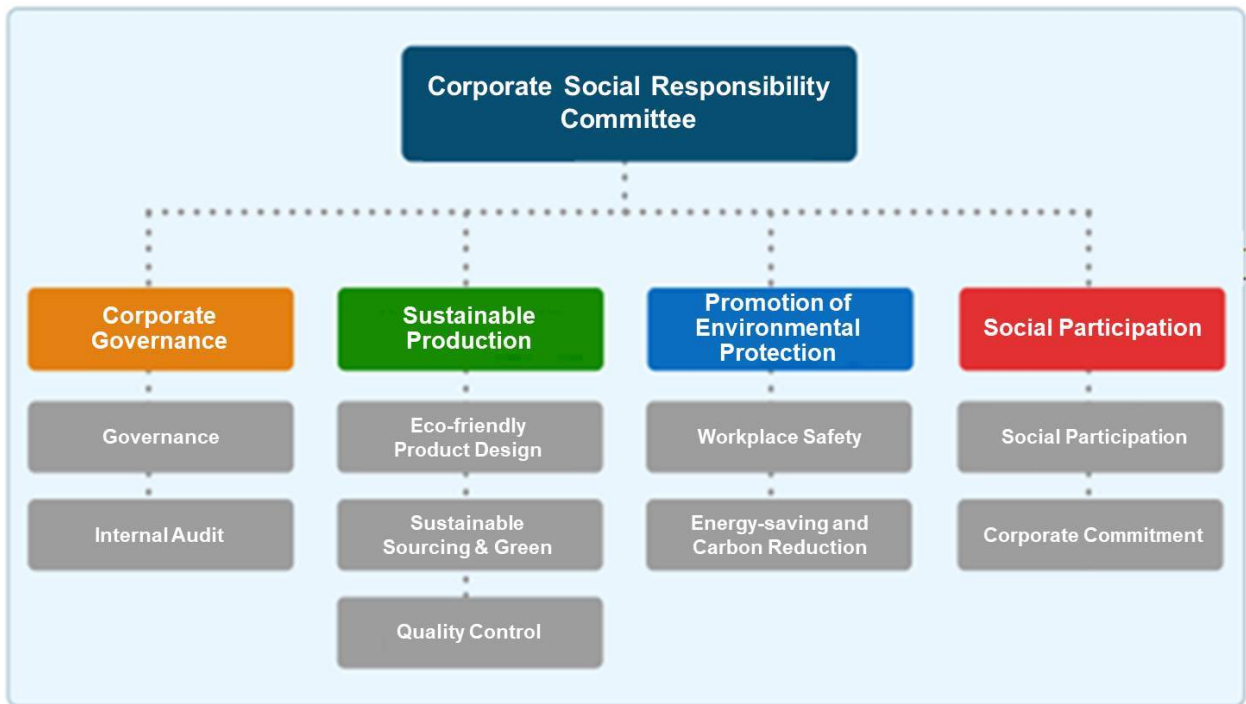 Corporate Social Responsibility
Committee
Corporate
Governance
Governance
Internal Audit
Sustainable
Production
Eco-friendly
Product Design
Sustainable
Sourcing & Green
Quality Control
Promotion of
Environmental
Protection
Workplace Safety
Energy-saving and
Carbon Reduction
Social Participation
Social Participation
Corporate Commitment